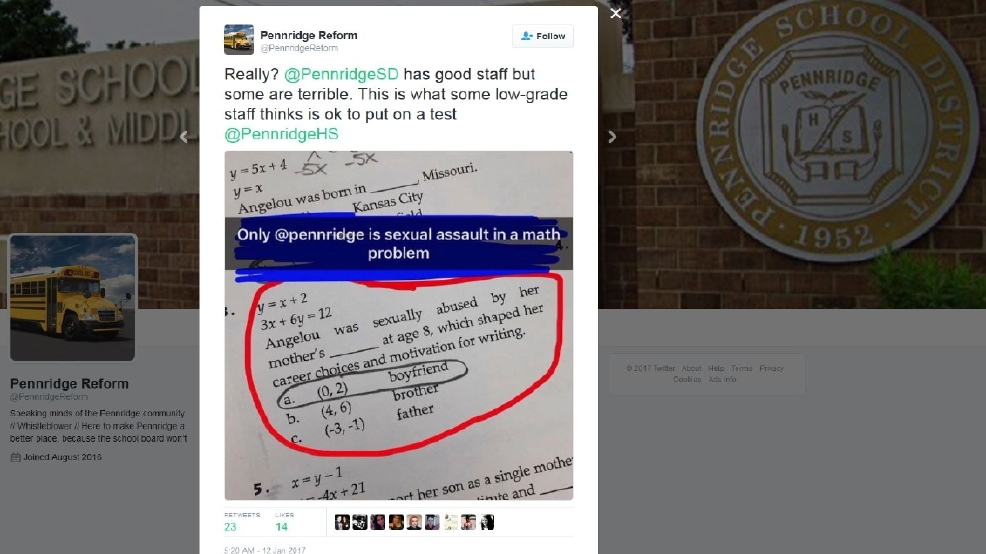 GE SCHOOL
HOOL & MIDDL
PENNRIDGE SCHOOL DISTRICT
PENNRIDGE
H S
• 1952 •
Pennridge Reform
@PennridgeReform
Follow
Really? @PennridgeSD has good staff but
some are terrible. This is what some low-grade
staff thinks is ok to put on a test
@PennridgeHS
y = 5x + 4
-5x -5x
y = x
Angelou was born in ______ Missouri.
Kansas City
Only @pennridge is sexual assault in a math
problem
y = x + 2
3x + 6y = 12
Angelou was sexually abused by her
mother's ______ at age 8, which shaped her
career choices and motivation for writing.
a. (0, 2) boyfriend
b. (4, 6) brother
c. (-3, -1) father
5. x = y – 1
-4x + 21
her son as a single mothe
and ______
RETWEETS LIKES
23 14
5:20 AM - 12 Jan 2017
Pennridge Reform
@PennridgeReform
Speaking minds of the Pennridge community
// Whistleblower // Here to make Pennridge a
better place, because the school board won't
Joined August 2016
© 2017 Twitter About Help Terms Privacy
Cookies Ads info